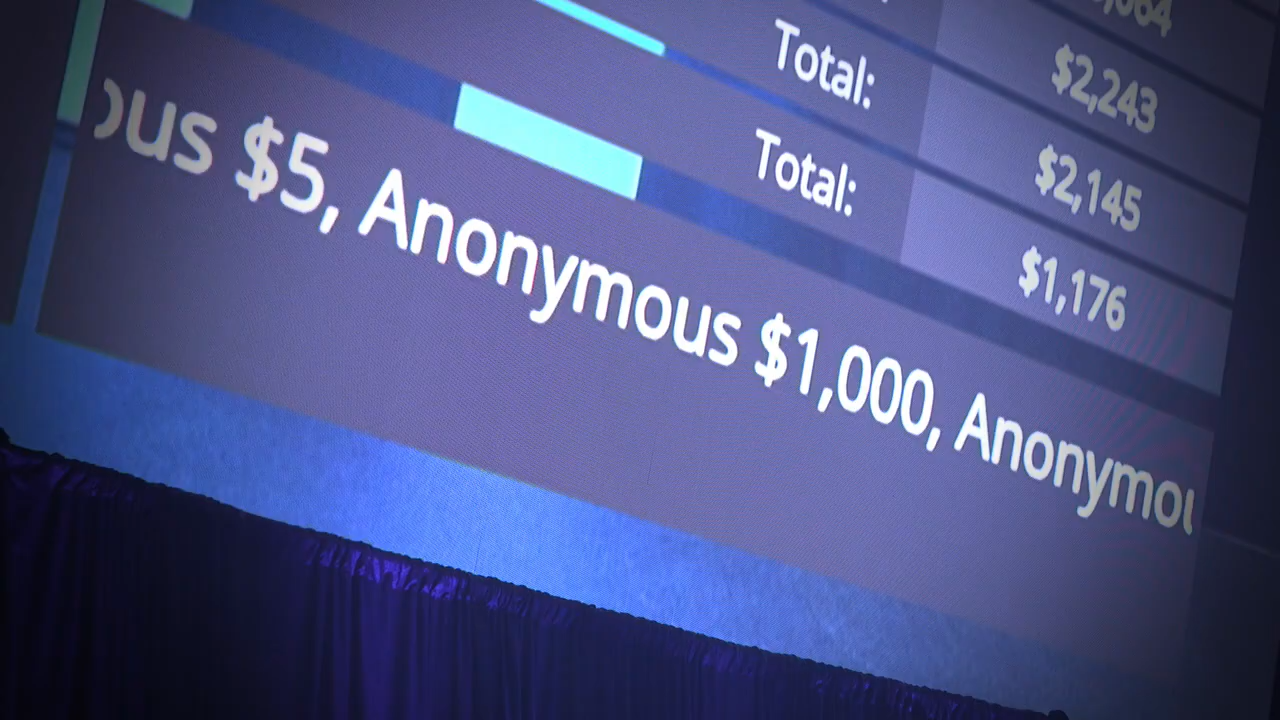 Total: $2,243
Total: $2,145
$1,176
ous $5, Anonymous $1,000, Anonymou